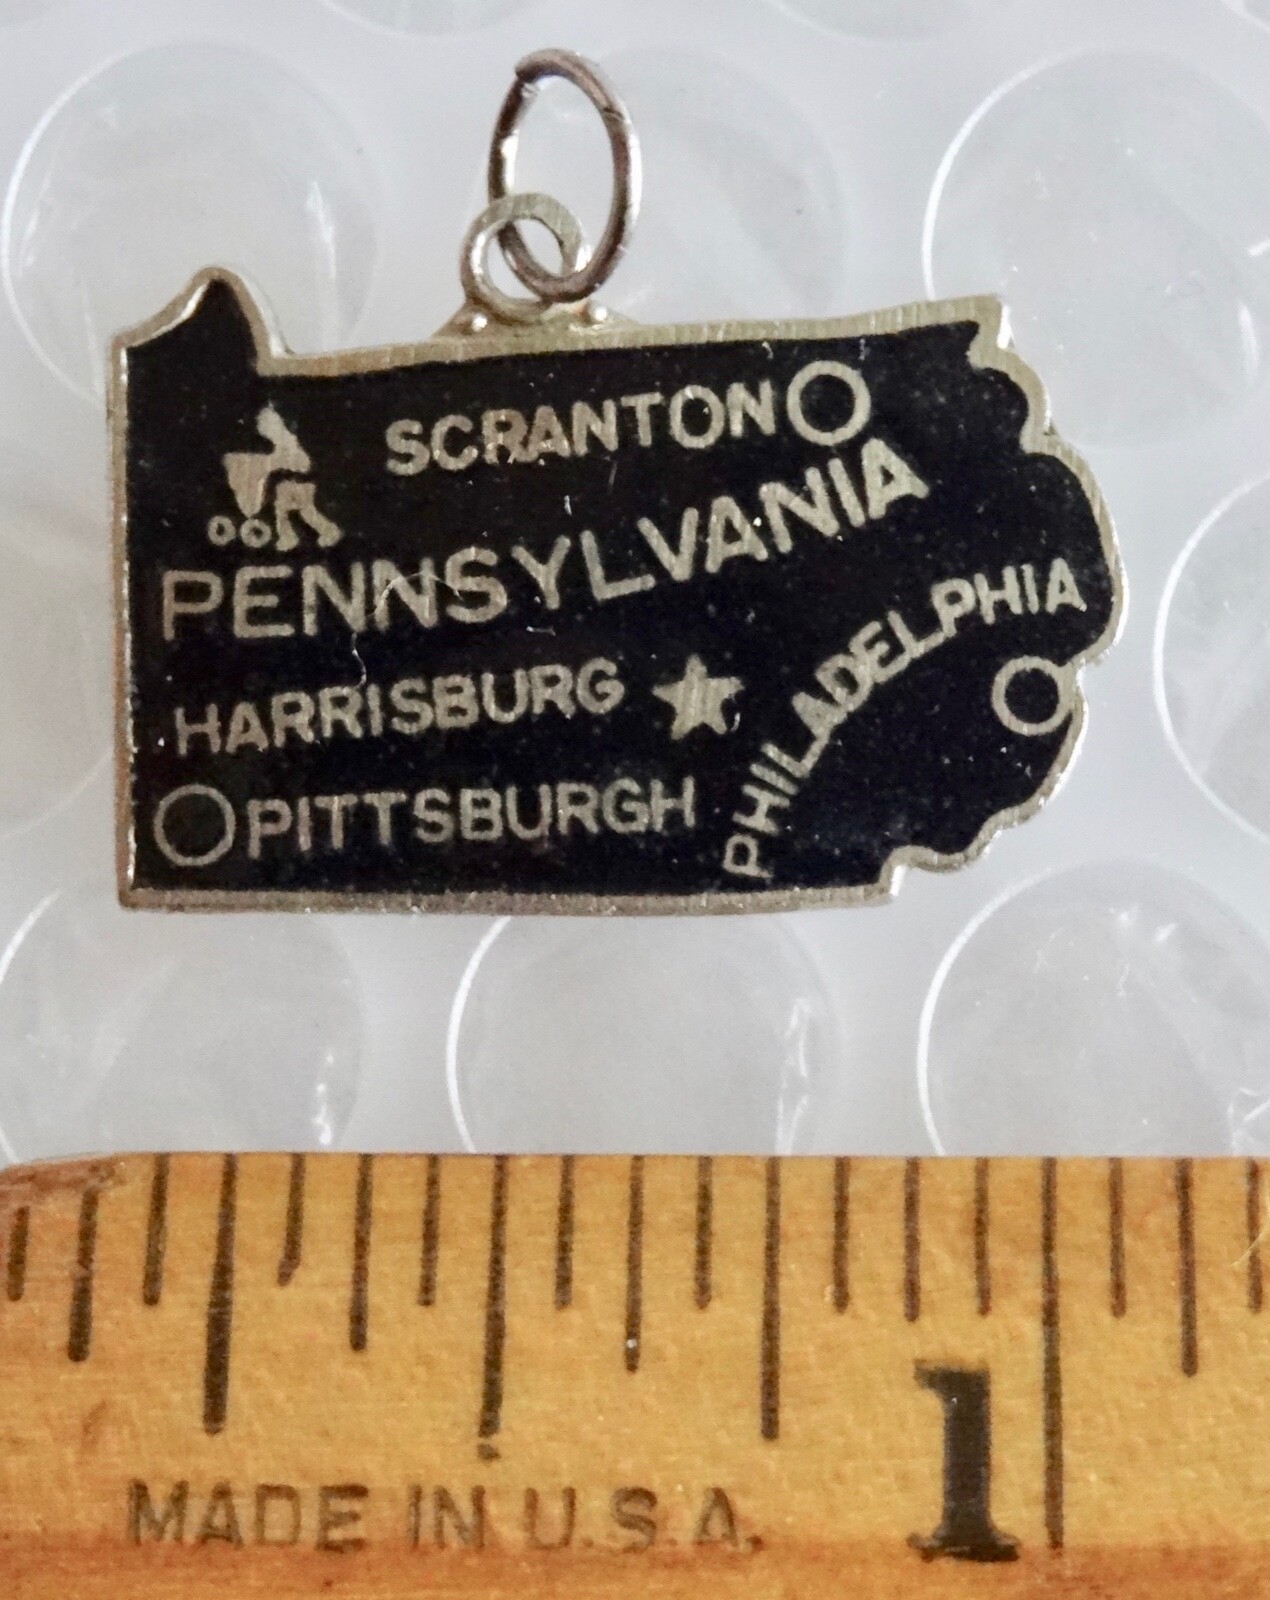 SCRANTON
PENNSYLVANIA
HARRISBURG
PHILADELPHIA
PITTSBURGH
1
MADE IN U.S.A.